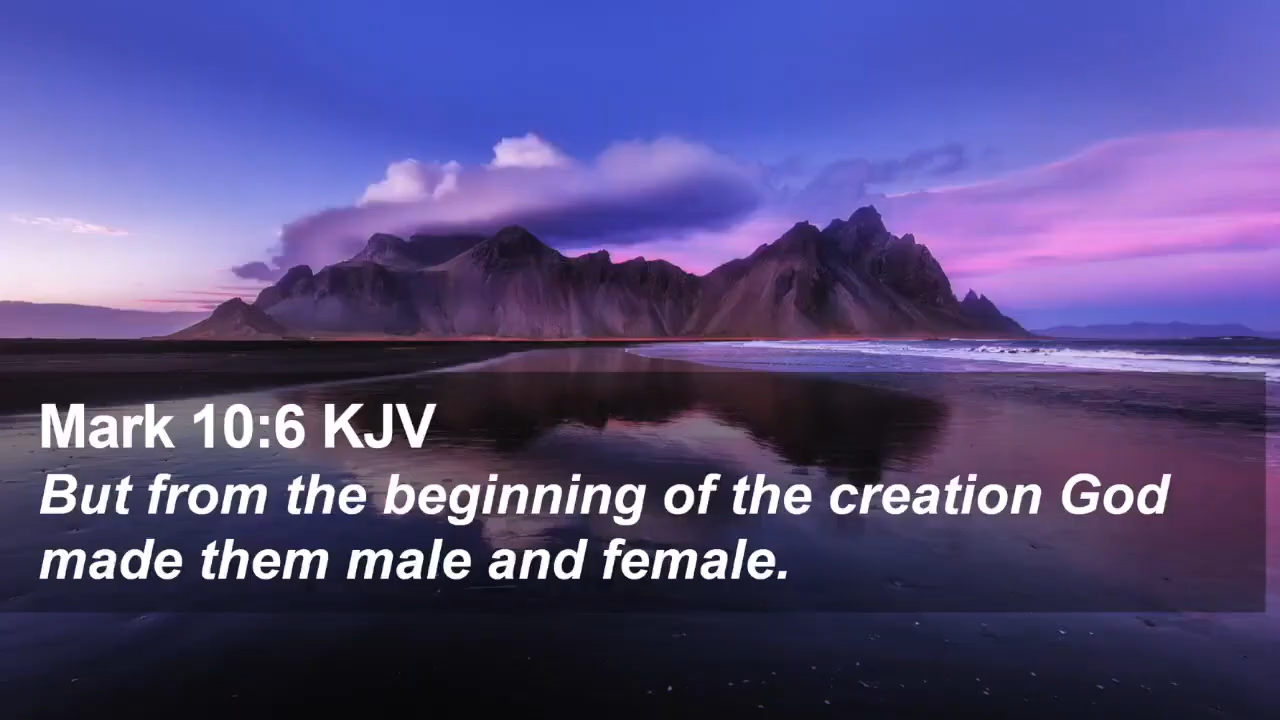 Mark 10:6 KJV
But from the beginning of the creation God
made them male and female.